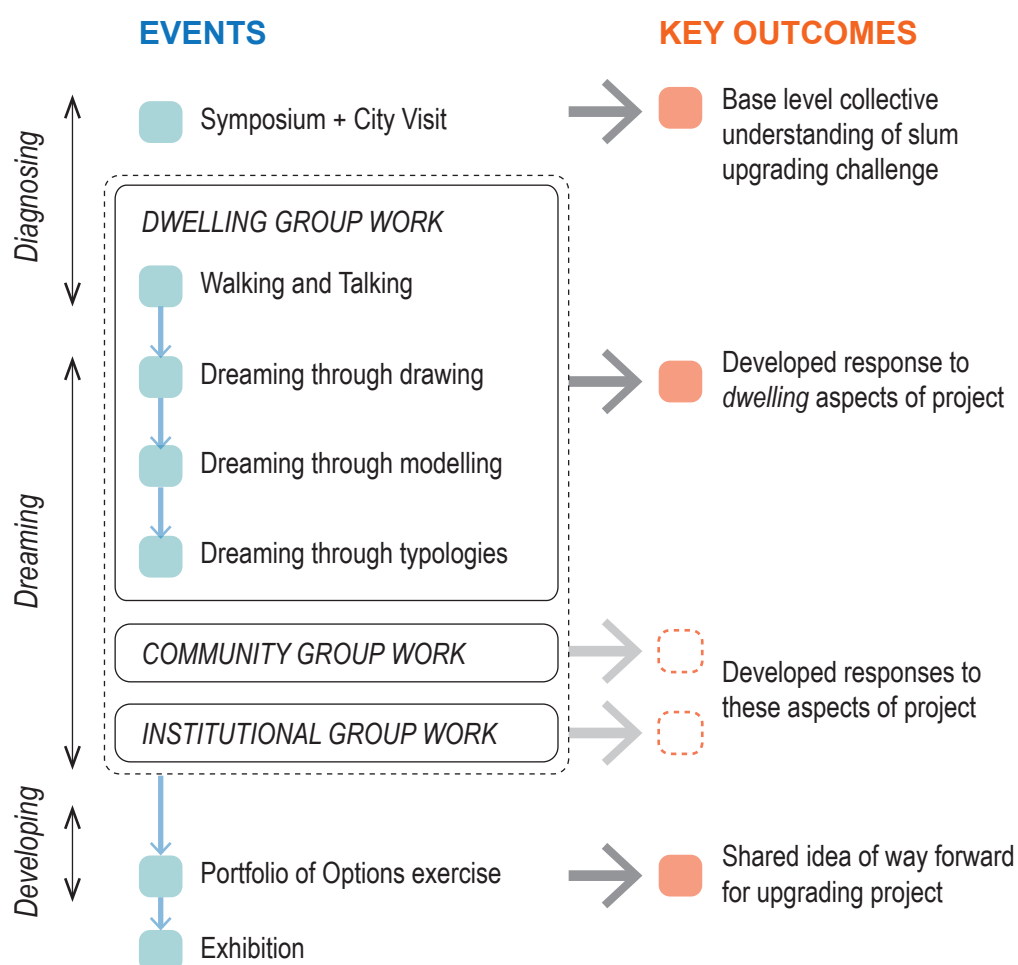 EVENTS
KEY OUTCOMES
Diagnosing
Symposium + City Visit
Base level collective
understanding of slum
upgrading challenge
DWELLING GROUP WORK
Walking and Talking
Dreaming
Dreaming through drawing
Developed response to
dwelling aspects of project
Dreaming through modelling
Dreaming through typologies
COMMUNITY GROUP WORK
INSTITUTIONAL GROUP WORK
Developed responses to
these aspects of project
Developing
Portfolio of Options exercise
Shared idea of way forward
for upgrading project
Exhibition